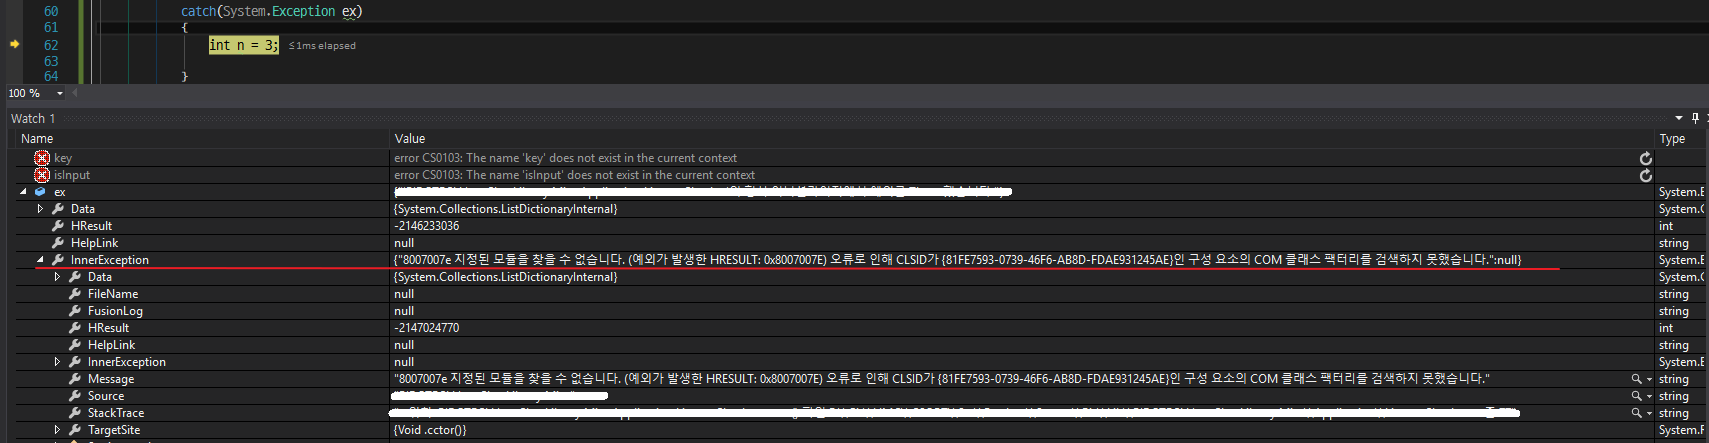 60 catch(System.Exception ex)
61 {
62 int n = 3; ≤1ms elapsed
63
64 }
100 %
Watch 1
Name Value Type
key error CS0103: The name 'key' does not exist in the current context
isInput error CS0103: The name 'isInput' does not exist in the current context
ex System.E
Data {System.Collections.ListDictionaryInternal} System.C
HResult -2146233036 int
HelpLink null string
InnerException {"8007007e 지정된 모듈을 찾을 수 없습니다. (예외가 발생한 HRESULT: 0x8007007E) 오류로 인해 CLSID가 {81FE7593-0739-46F6-AB8D-FDAE931245AE}인 구성 요소의 COM 클래스 팩터리를 검색하지 못했습니다.":null} System.E
Data {System.Collections.ListDictionaryInternal} System.C
FileName null string
FusionLog null string
HResult -2147024770 int
HelpLink null string
InnerException null System.E
Message "8007007e 지정된 모듈을 찾을 수 없습니다. (예외가 발생한 HRESULT: 0x8007007E) 오류로 인해 CLSID가 {81FE7593-0739-46F6-AB8D-FDAE931245AE}인 구성 요소의 COM 클래스 팩터리를 검색하지 못했습니다." string
Source string
StackTrace string
TargetSite {Void .cctor()} System.F